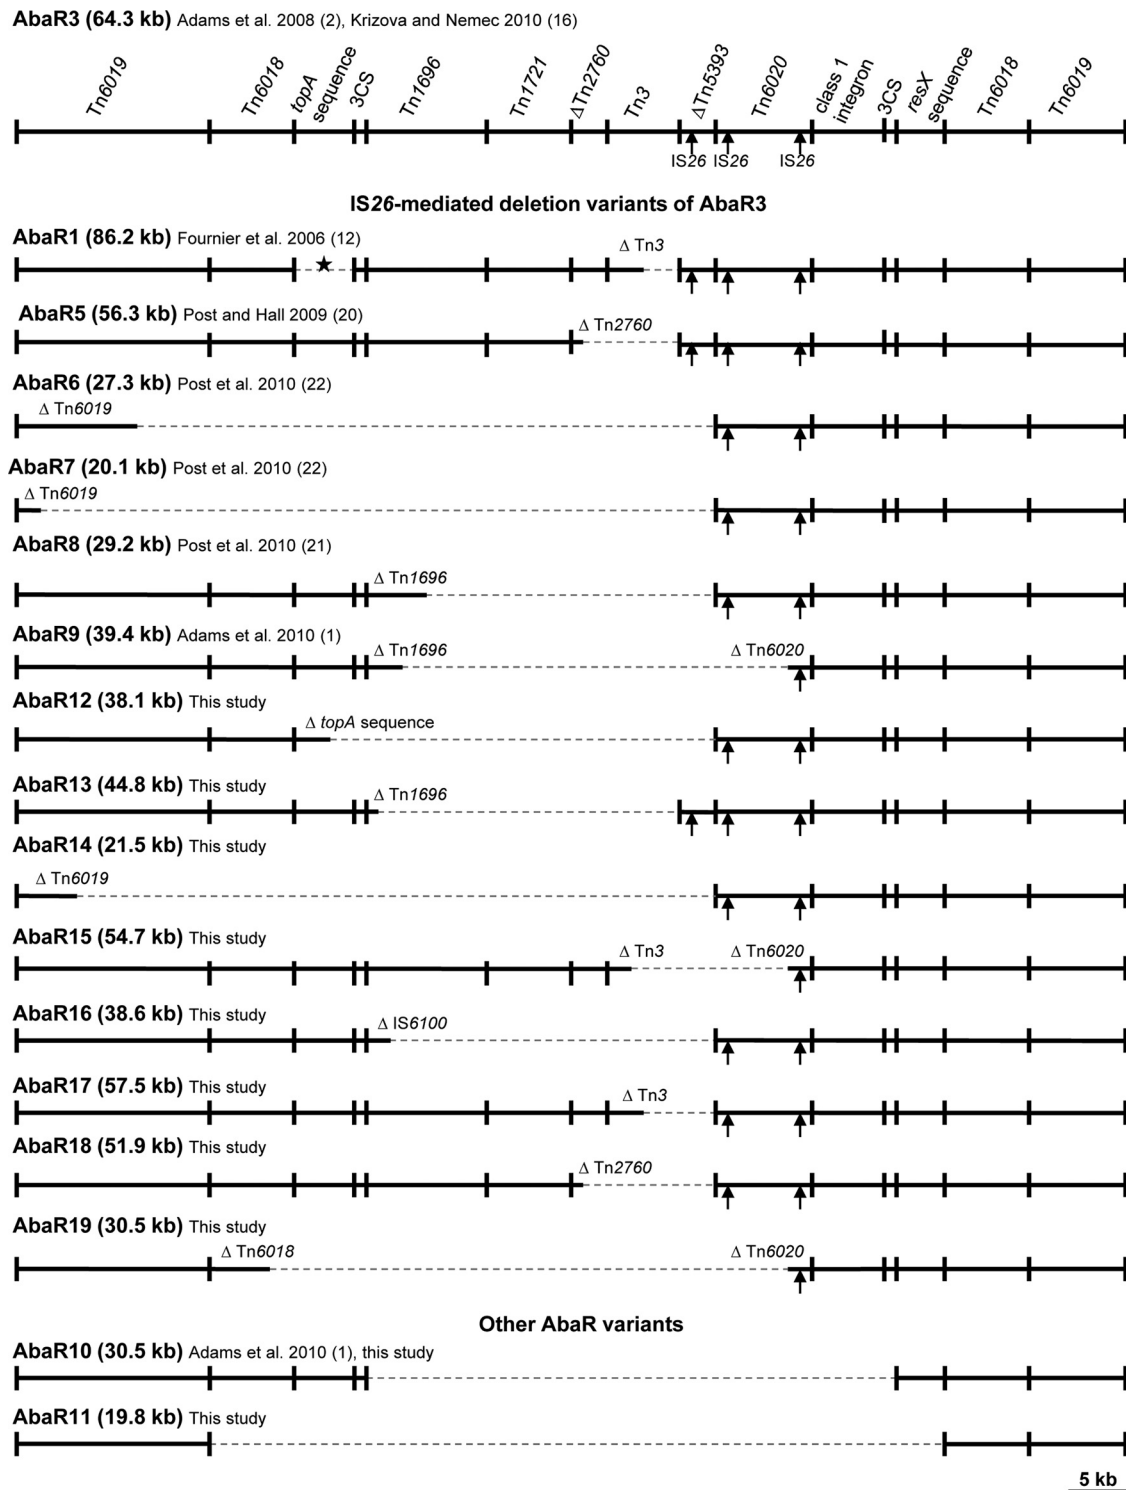 AbaR3 (64.3 kb) Adams et al. 2008 (2), Krizova and Nemec 2010 (16)
Tn6019 Tn6018 topA sequence 3CS Tn1696 Tn1721 ΔTn2760 Tn3 ΔTn5393 Tn6020 class 1 integron 3CS resX sequence Tn6018 Tn6019
IS26 IS26 IS26
IS26-mediated deletion variants of AbaR3
AbaR1 (86.2 kb) Fournier et al. 2006 (12)
Δ Tn3
★
AbaR5 (56.3 kb) Post and Hall 2009 (20)
Δ Tn2760
AbaR6 (27.3 kb) Post et al. 2010 (22)
Δ Tn6019
AbaR7 (20.1 kb) Post et al. 2010 (22)
Δ Tn6019
AbaR8 (29.2 kb) Post et al. 2010 (21)
Δ Tn1696
AbaR9 (39.4 kb) Adams et al. 2010 (1)
Δ Tn1696 Δ Tn6020
AbaR12 (38.1 kb) This study
Δ topA sequence
AbaR13 (44.8 kb) This study
Δ Tn1696
AbaR14 (21.5 kb) This study
Δ Tn6019
AbaR15 (54.7 kb) This study
Δ Tn3 Δ Tn6020
AbaR16 (38.6 kb) This study
Δ IS6100
AbaR17 (57.5 kb) This study
Δ Tn3
AbaR18 (51.9 kb) This study
Δ Tn2760
AbaR19 (30.5 kb) This study
Δ Tn6018 Δ Tn6020
Other AbaR variants
AbaR10 (30.5 kb) Adams et al. 2010 (1), this study
AbaR11 (19.8 kb) This study
5 kb